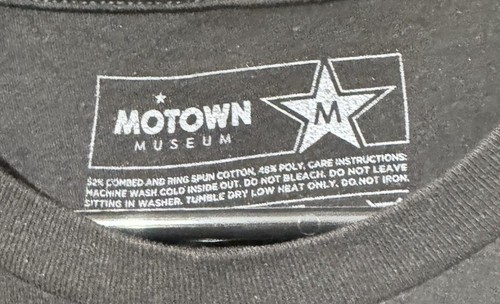 MOTOWN
MUSEUM
M
52% COMBED AND RING SPUN COTTON, 48% POLY. CARE INSTRUCTIONS:
MACHINE WASH COLD INSIDE OUT. DO NOT BLEACH. DO NOT LEAVE
SITTING IN WASHER. TUMBLE DRY LOW HEAT ONLY. DO NOT IRON.